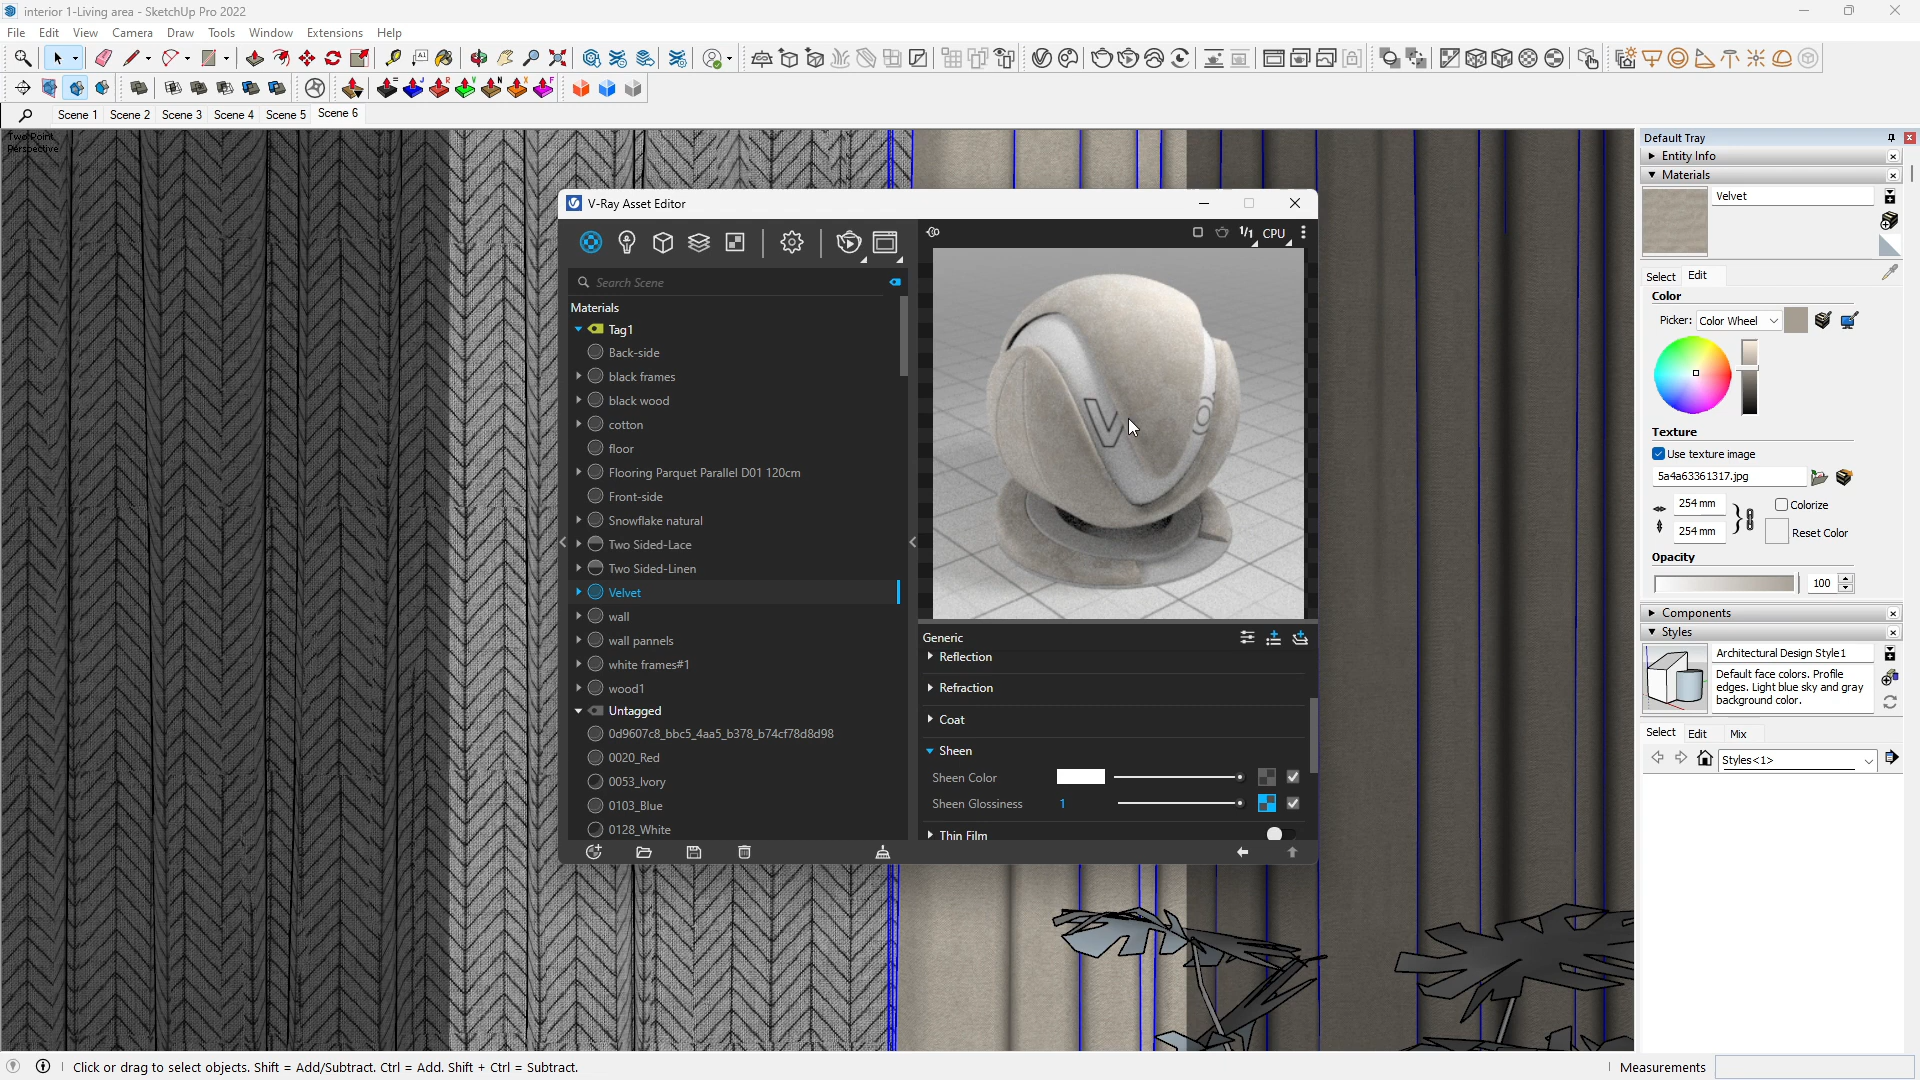 interior 1-Living area - SketchUp Pro 2022
File Edit View Camera Draw Tools Window Extensions Help
Scene 1 Scene 2 Scene 3 Scene 4 Scene 5 Scene 6
Two Point
Perspective
V-Ray Asset Editor
1/1 CPU
Search Scene
Materials
Tag1
Back-side
black frames
black wood
cotton
floor
Flooring Parquet Parallel D01 120cm
Front-side
Snowflake natural
Two Sided-Lace
Two Sided-Linen
Velvet
wall
wall pannels
white frames#1
wood1
Untagged
0d9607c8_bbc5_4aa5_b378_b74cf78d8d98
0020_Red
0053_Ivory
0103_Blue
0128_White
Generic
Reflection
Refraction
Coat
Sheen
Sheen Color
Sheen Glossiness 1
Thin Film
Default Tray
Entity Info
Materials
Velvet
Select Edit
Color
Picker: Color Wheel
Texture
Use texture image
5a4a63361317.jpg
254 mm
Colorize
254 mm
Reset Color
Opacity
100
Components
Styles
Architectural Design Style1
Default face colors. Profile
edges. Light blue sky and gray
background color.
Select Edit Mix
Styles<1>
Click or drag to select objects. Shift = Add/Subtract. Ctrl = Add. Shift + Ctrl = Subtract.
Measurements